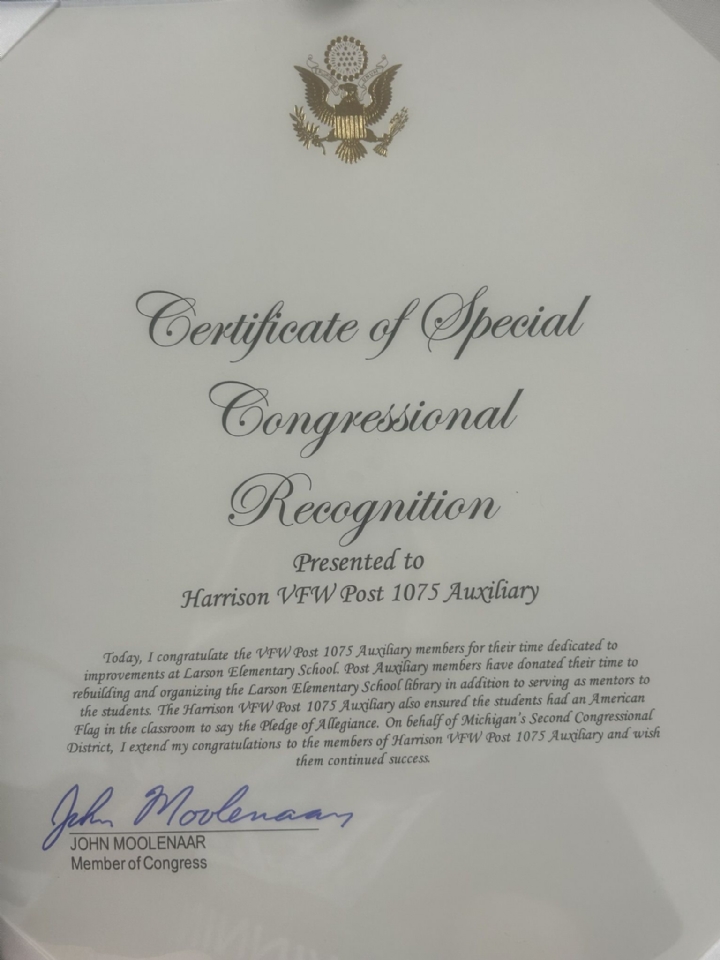 Certificate of Special
Congressional
Recognition
Presented to
Harrison VFW Post 1075 Auxiliary
Today, I congratulate the VFW Post 1075 Auxiliary members for their time dedicated to
improvements at Larson Elementary School. Post Auxiliary members have donated their time to
rebuilding and organizing the Larson Elementary School library in addition to serving as mentors to
the students. The Harrison VFW Post 1075 Auxiliary also ensured the students had an American
Flag in the classroom to say the Pledge of Allegiance. On behalf of Michigan's Second Congressional
District, I extend my congratulations to the members of Harrison VFW Post 1075 Auxiliary and wish
them continued success.
John Moolenaar
JOHN MOOLENAAR
Member of Congress